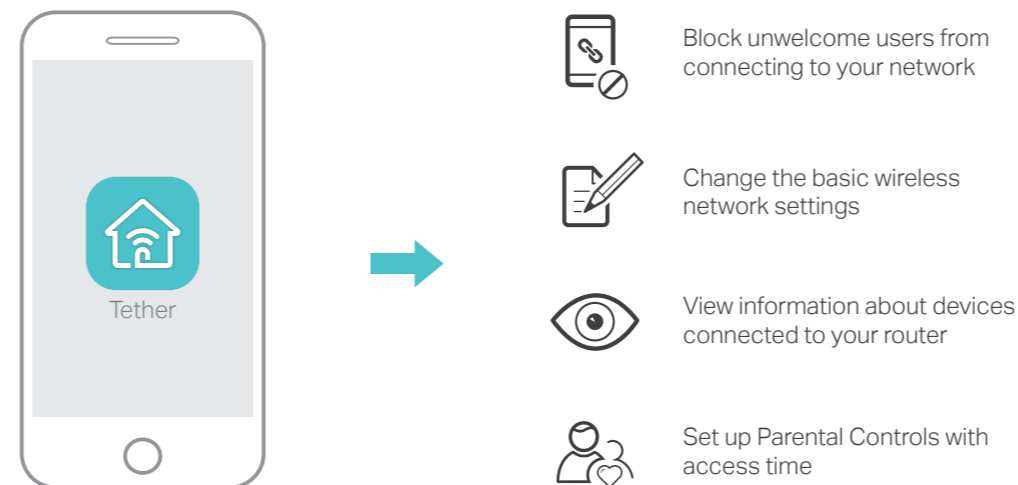 Tether
Block unwelcome users from
connecting to your network
Change the basic wireless
network settings
View information about devices
connected to your router
Set up Parental Controls with
access time